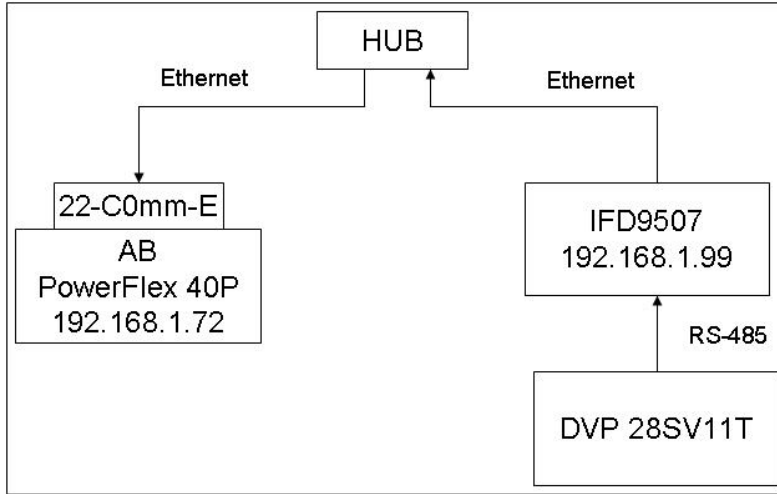 HUB
Ethernet
Ethernet
22-C0mm-E
AB
PowerFlex 40P
192.168.1.72
IFD9507
192.168.1.99
RS-485
DVP 28SV11T